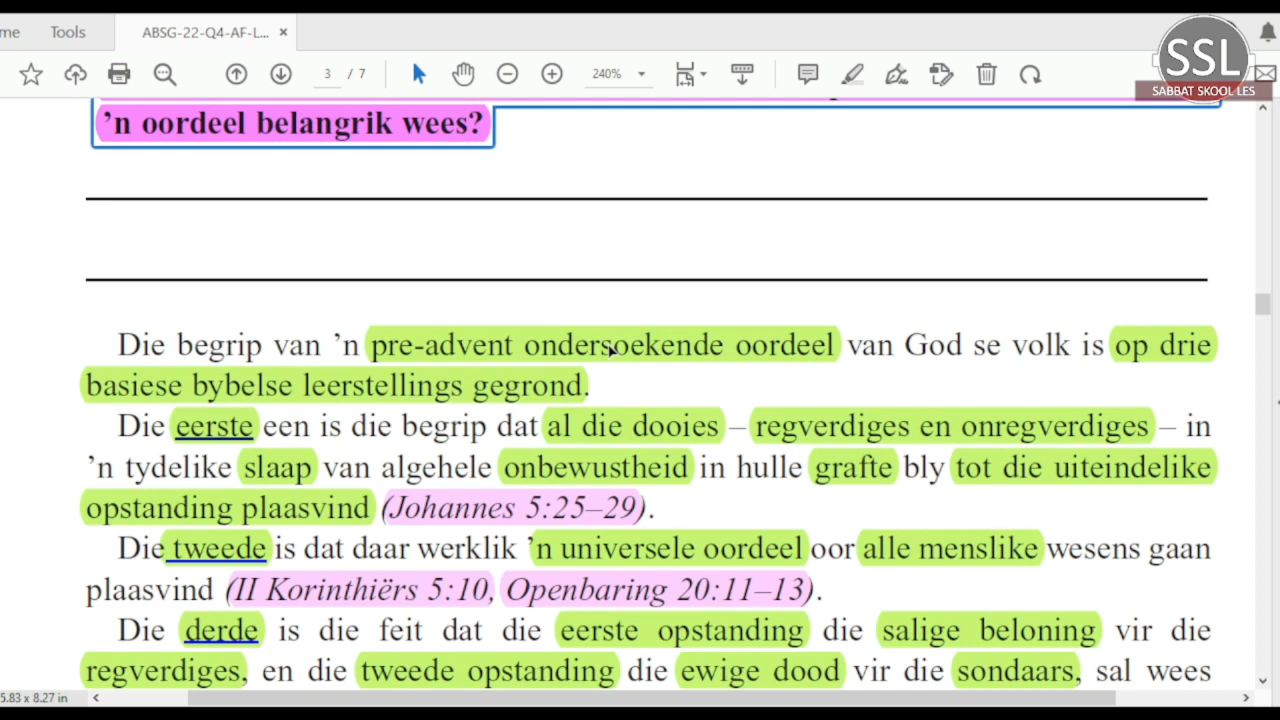 me Tools ABSG-22-Q4-AF-L... ×
3 / 7 240%
SSL
SABBAT SKOOL LES
’n oordeel belangrik wees?
Die begrip van ’n pre-advent ondersoekende oordeel van God se volk is op drie
basiese bybelse leerstellings gegrond.
Die eerste een is die begrip dat al die dooies – regverdiges en onregverdiges – in
’n tydelike slaap van algehele onbewustheid in hulle grafte bly tot die uiteindelike
opstanding plaasvind (Johannes 5:25–29).
Die tweede is dat daar werklik ’n universele oordeel oor alle menslike wesens gaan
plaasvind (II Korinthiërs 5:10, Openbaring 20:11–13).
Die derde is die feit dat die eerste opstanding die salige beloning vir die
regverdiges, en die tweede opstanding die ewige dood vir die sondaars, sal wees
5.83 x 8.27 in